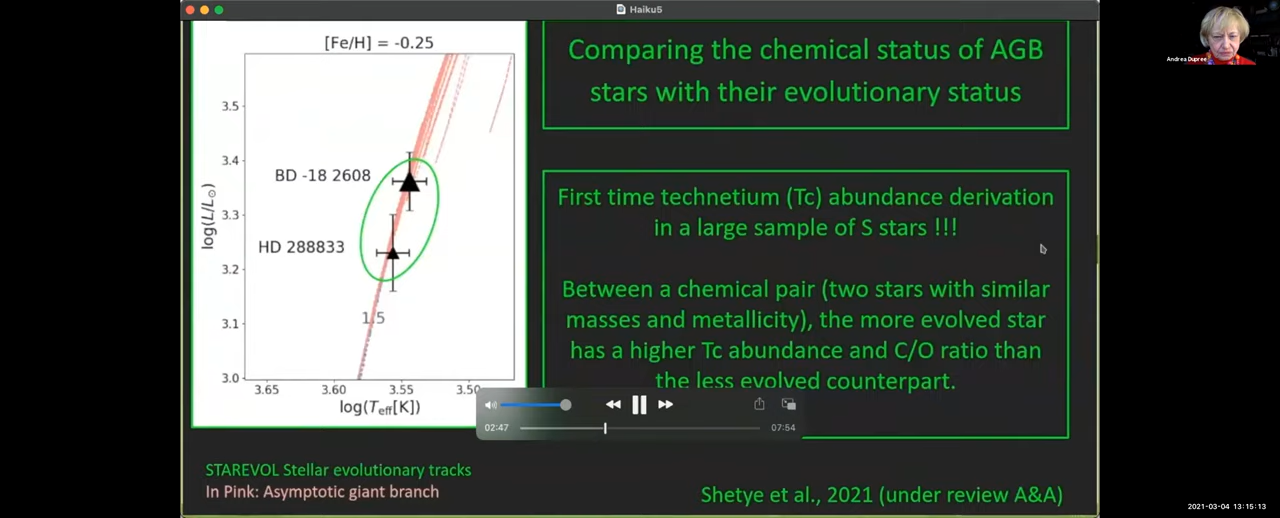 Haiku5
[Fe/H] = -0.25
3.5
3.4
3.3
3.2
3.1
3.0
log(L/L⊙)
BD -18 2608
HD 288833
1.5
3.65
3.60
3.55
3.50
log(Teff[K])
Comparing the chemical status of AGB
stars with their evolutionary status
First time technetium (Tc) abundance derivation
in a large sample of S stars !!!
Between a chemical pair (two stars with similar
masses and metallicity), the more evolved star
has a higher Tc abundance and C/O ratio than
the less evolved counterpart.
02:47
07:54
STAREVOL Stellar evolutionary tracks
In Pink: Asymptotic giant branch
Shetye et al., 2021 (under review A&A)
Andrea Dupree
2021-03-04 13:15:13